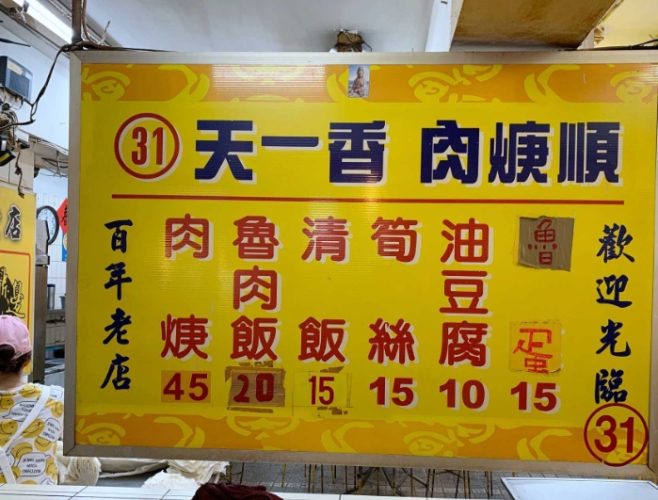 31 天一香 肉焿順
百年老店
肉焿 45
魯肉飯 20
清飯 15
筍絲 15
油豆腐 10
魯蛋 15
歡迎光臨
31
店